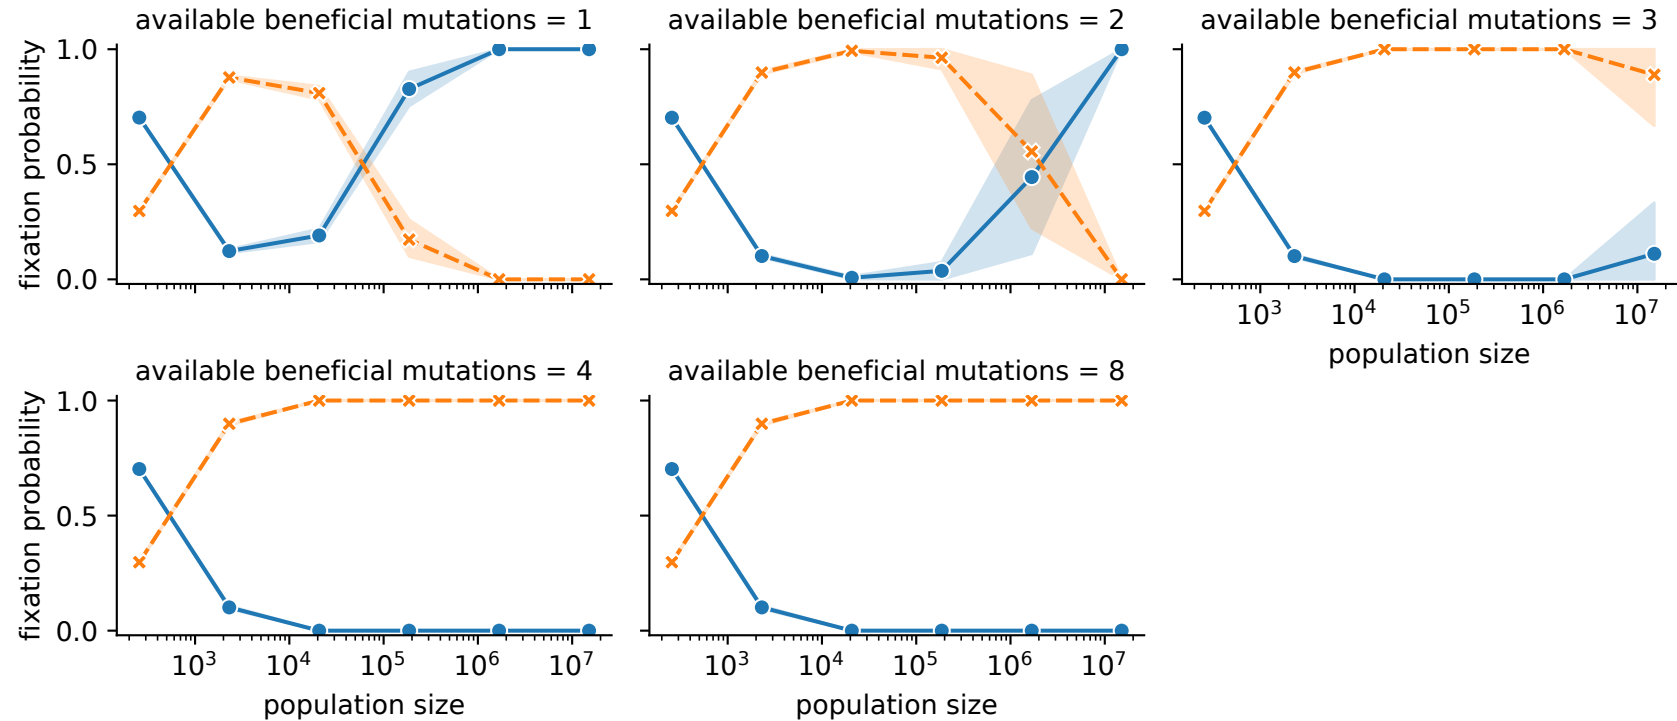 available beneficial mutations = 1
available beneficial mutations = 2
available beneficial mutations = 3
fixation probability
1.0
0.5
0.0
10³ 10⁴ 10⁵ 10⁶ 10⁷
population size
available beneficial mutations = 4
available beneficial mutations = 8
fixation probability
1.0
0.5
0.0
10³ 10⁴ 10⁵ 10⁶ 10⁷
10³ 10⁴ 10⁵ 10⁶ 10⁷
population size
population size